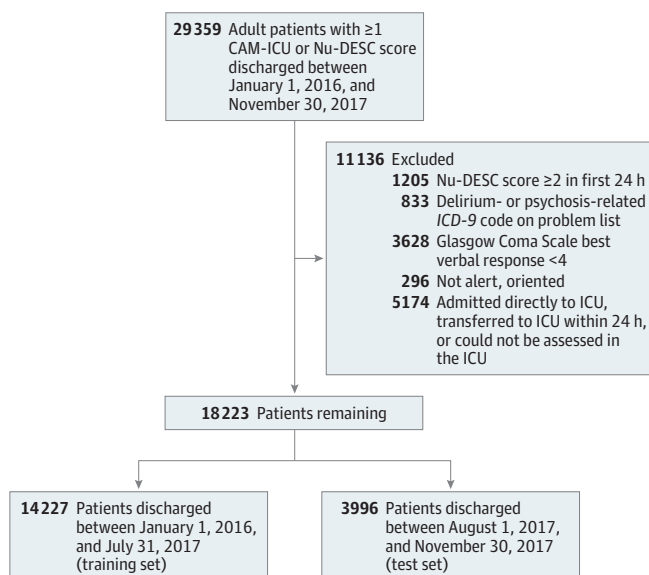 29359 Adult patients with ≥1
CAM-ICU or Nu-DESC score
discharged between
January 1, 2016, and
November 30, 2017
11136 Excluded
1205 Nu-DESC score ≥2 in first 24 h
833 Delirium- or psychosis-related
ICD-9 code on problem list
3628 Glasgow Coma Scale best
verbal response <4
296 Not alert, oriented
5174 Admitted directly to ICU,
transferred to ICU within 24 h,
or could not be assessed in
the ICU
18223 Patients remaining
14227 Patients discharged
between January 1, 2016,
and July 31, 2017
(training set)
3996 Patients discharged
between August 1, 2017,
and November 30, 2017
(test set)